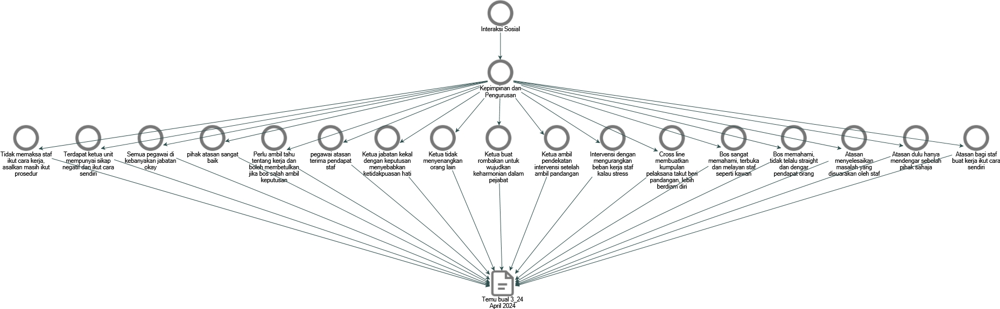 Interaksi Sosial
Kepimpinan dan
Pengurusan
Tidak memaksa staf
ikut cara kerja,
asalkan masih ikut
prosedur
Terdapat ketua unit
mempunyai sikap
negatif dan ikut cara
sendiri
Semua pegawai di
kebanyakan jabatan
okay
pihak atasan sangat
baik
Perlu ambil tahu
tentang kerja dan
boleh membetulkan
jika bos salah ambil
keputusan
pegawai atasan
terima pendapat
staf
Ketua jabatan kekal
dengan keputusan
menyebabkan
ketidakpuasan hati
Ketua tidak
menyenangkan
orang lain
Ketua buat
rombakan untuk
wujudkan
keharmonian dalam
pejabat
Ketua ambil
pendekatan
intervensi setelah
ambil pandangan
Intervensi dengan
mengurangkan
beban kerja staf
kalau stress
Cross line
membuatkan
kumpulan
pelaksana takut beri
pandangan, lebih
berdiam diri
Bos sangat
memahami, terbuka
dan melayan staf
seperti kawan
Bos memahami,
tidak telalu straight
dan dengar
pendapat orang
Atasan
menyelesaikan
masalah yang
disuarakan oleh staf
Atasan dulu hanya
mendengar sebelah
pihak sahaja
Atasan bagi staf
buat kerja ikut cara
sendiri
Temu bual 3_24
April 2024